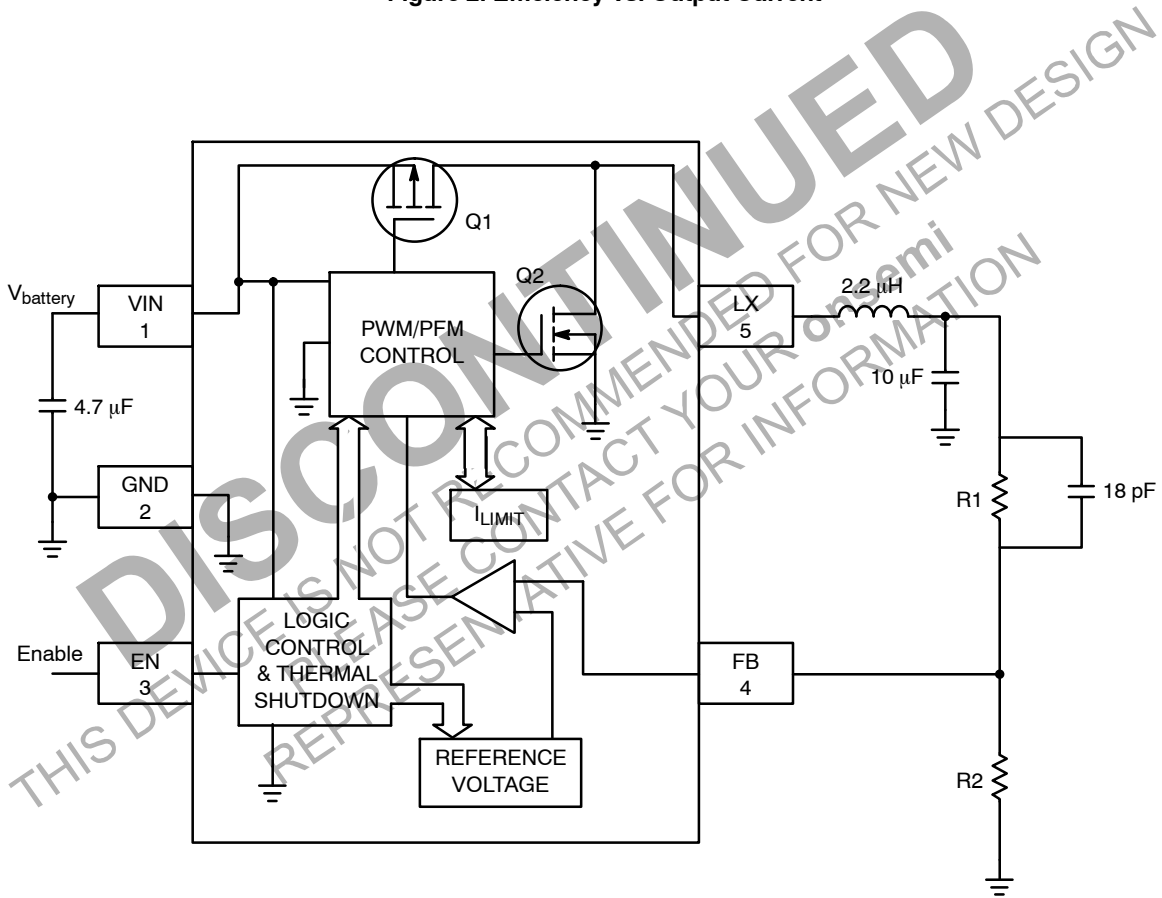 Figure 2. Efficiency vs. Output Current
DISCONTINUED
THIS DEVICE IS NOT RECOMMENDED FOR NEW DESIGN
PLEASE CONTACT YOUR onsemi
REPRESENTATIVE FOR INFORMATION
Q1
Q2
Vbattery
VIN
1
PWM/PFM
CONTROL
LX
5
2.2 μH
10 μF
4.7 μF
GND
2
ILIMIT
R1
18 pF
Enable
EN
3
LOGIC
CONTROL
& THERMAL
SHUTDOWN
FB
4
REFERENCE
VOLTAGE
R2